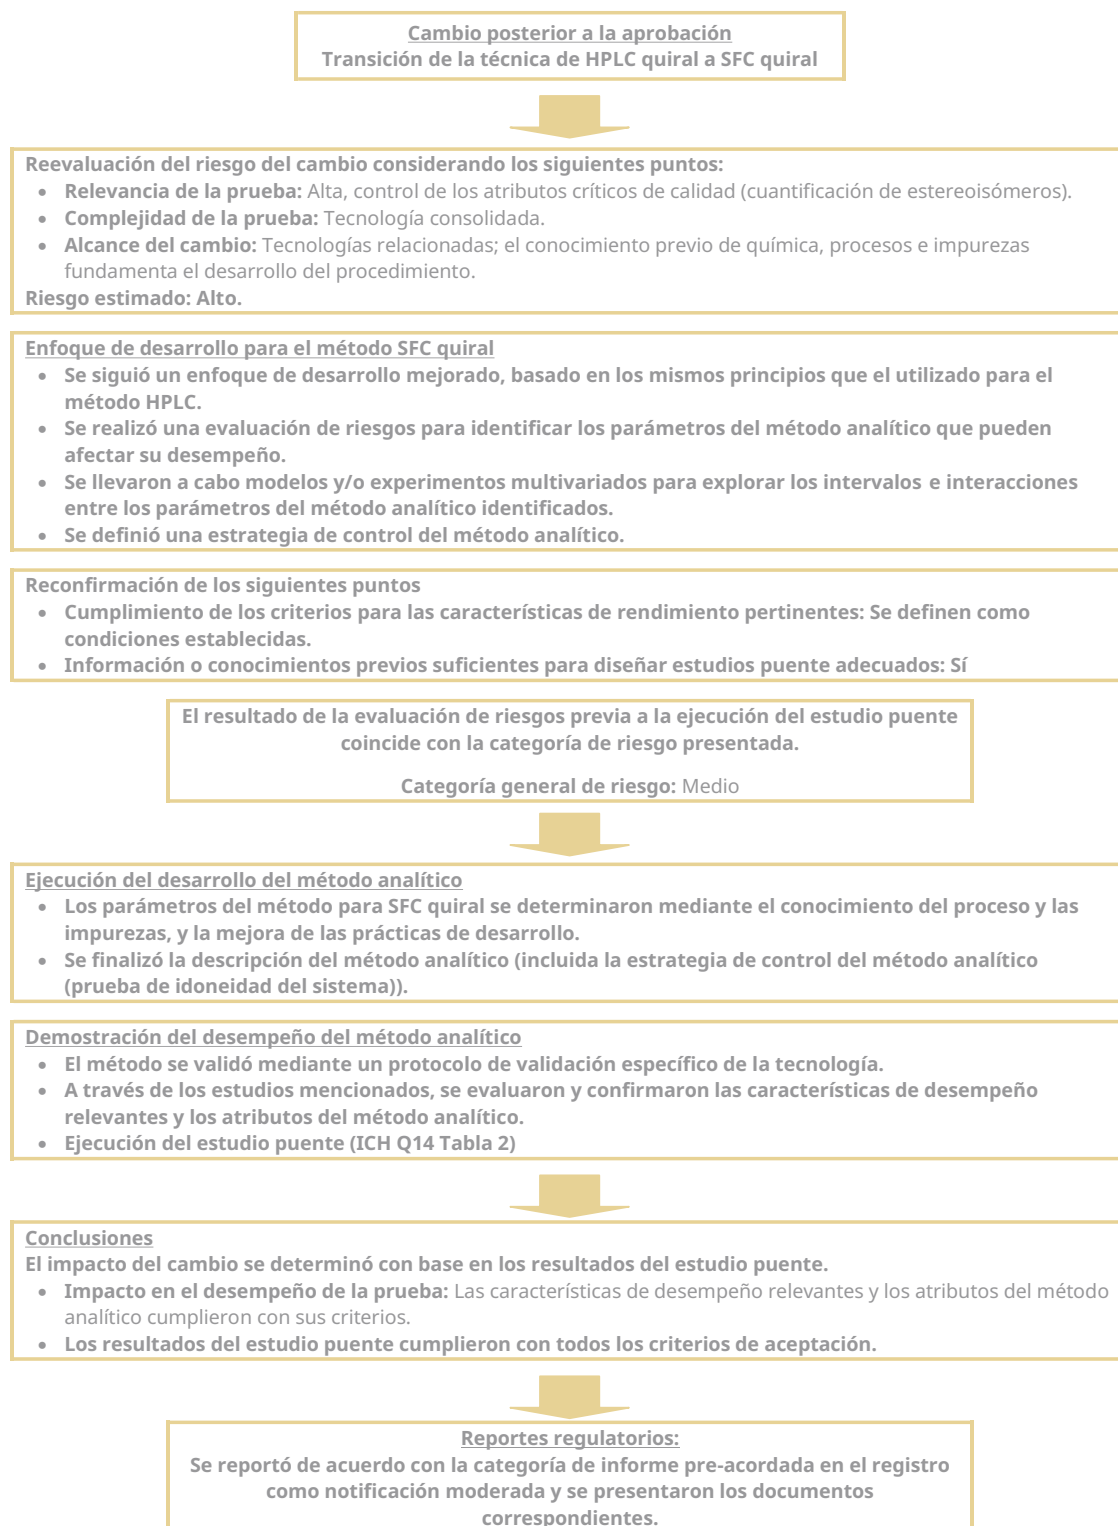 Cambio posterior a la aprobación
Transición de la técnica de HPLC quiral a SFC quiral
Reevaluación del riesgo del cambio considerando los siguientes puntos:
• Relevancia de la prueba: Alta, control de los atributos críticos de calidad (cuantificación de estereoisómeros).
• Complejidad de la prueba: Tecnología consolidada.
• Alcance del cambio: Tecnologías relacionadas; el conocimiento previo de química, procesos e impurezas
fundamenta el desarrollo del procedimiento.
Riesgo estimado: Alto.
Enfoque de desarrollo para el método SFC quiral
• Se siguió un enfoque de desarrollo mejorado, basado en los mismos principios que el utilizado para el
método HPLC.
• Se realizó una evaluación de riesgos para identificar los parámetros del método analítico que pueden
afectar su desempeño.
• Se llevaron a cabo modelos y/o experimentos multivariados para explorar los intervalos e interacciones
entre los parámetros del método analítico identificados.
• Se definió una estrategia de control del método analítico.
Reconfirmación de los siguientes puntos
• Cumplimiento de los criterios para las características de rendimiento pertinentes: Se definen como
condiciones establecidas.
• Información o conocimientos previos suficientes para diseñar estudios puente adecuados: Sí
El resultado de la evaluación de riesgos previa a la ejecución del estudio puente
coincide con la categoría de riesgo presentada.
Categoría general de riesgo: Medio
Ejecución del desarrollo del método analítico
• Los parámetros del método para SFC quiral se determinaron mediante el conocimiento del proceso y las
impurezas, y la mejora de las prácticas de desarrollo.
• Se finalizó la descripción del método analítico (incluida la estrategia de control del método analítico
(prueba de idoneidad del sistema)).
Demostración del desempeño del método analítico
• El método se validó mediante un protocolo de validación específico de la tecnología.
• A través de los estudios mencionados, se evaluaron y confirmaron las características de desempeño
relevantes y los atributos del método analítico.
• Ejecución del estudio puente (ICH Q14 Tabla 2)
Conclusiones
El impacto del cambio se determinó con base en los resultados del estudio puente.
• Impacto en el desempeño de la prueba: Las características de desempeño relevantes y los atributos del método
analítico cumplieron con sus criterios.
• Los resultados del estudio puente cumplieron con todos los criterios de aceptación.
Reportes regulatorios:
Se reportó de acuerdo con la categoría de informe pre-acordada en el registro
como notificación moderada y se presentaron los documentos
correspondientes.